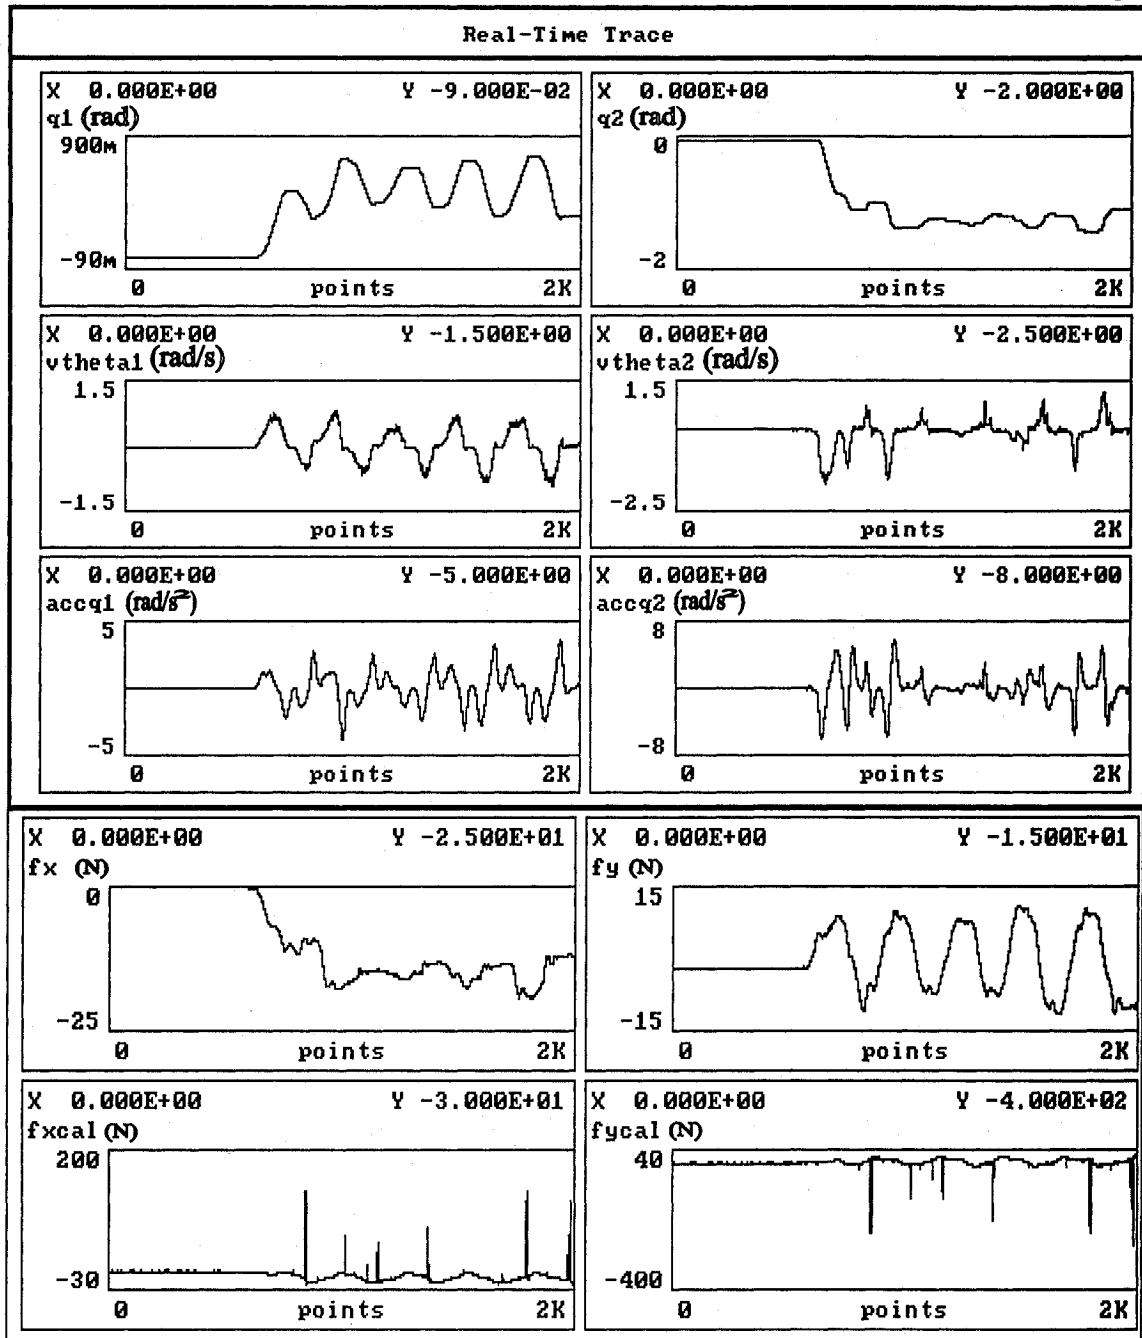 Real-Time Trace
X 0.000E+00 Y -9.000E-02
q1 (rad)
900m
-90m
0 points 2K
X 0.000E+00 Y -2.000E+00
q2 (rad)
0
-2
0 points 2K
X 0.000E+00 Y -1.500E+00
vtheta1 (rad/s)
1.5
-1.5
0 points 2K
X 0.000E+00 Y -2.500E+00
vtheta2 (rad/s)
1.5
-2.5
0 points 2K
X 0.000E+00 Y -5.000E+00
accq1 (rad/s²)
5
-5
0 points 2K
X 0.000E+00 Y -8.000E+00
accq2 (rad/s²)
8
-8
0 points 2K
X 0.000E+00 Y -2.500E+01
fx (N)
0
-25
0 points 2K
X 0.000E+00 Y -1.500E+01
fy (N)
15
-15
0 points 2K
X 0.000E+00 Y -3.000E+01
fxcal (N)
200
-30
0 points 2K
X 0.000E+00 Y -4.000E+02
fycal (N)
40
-400
0 points 2K